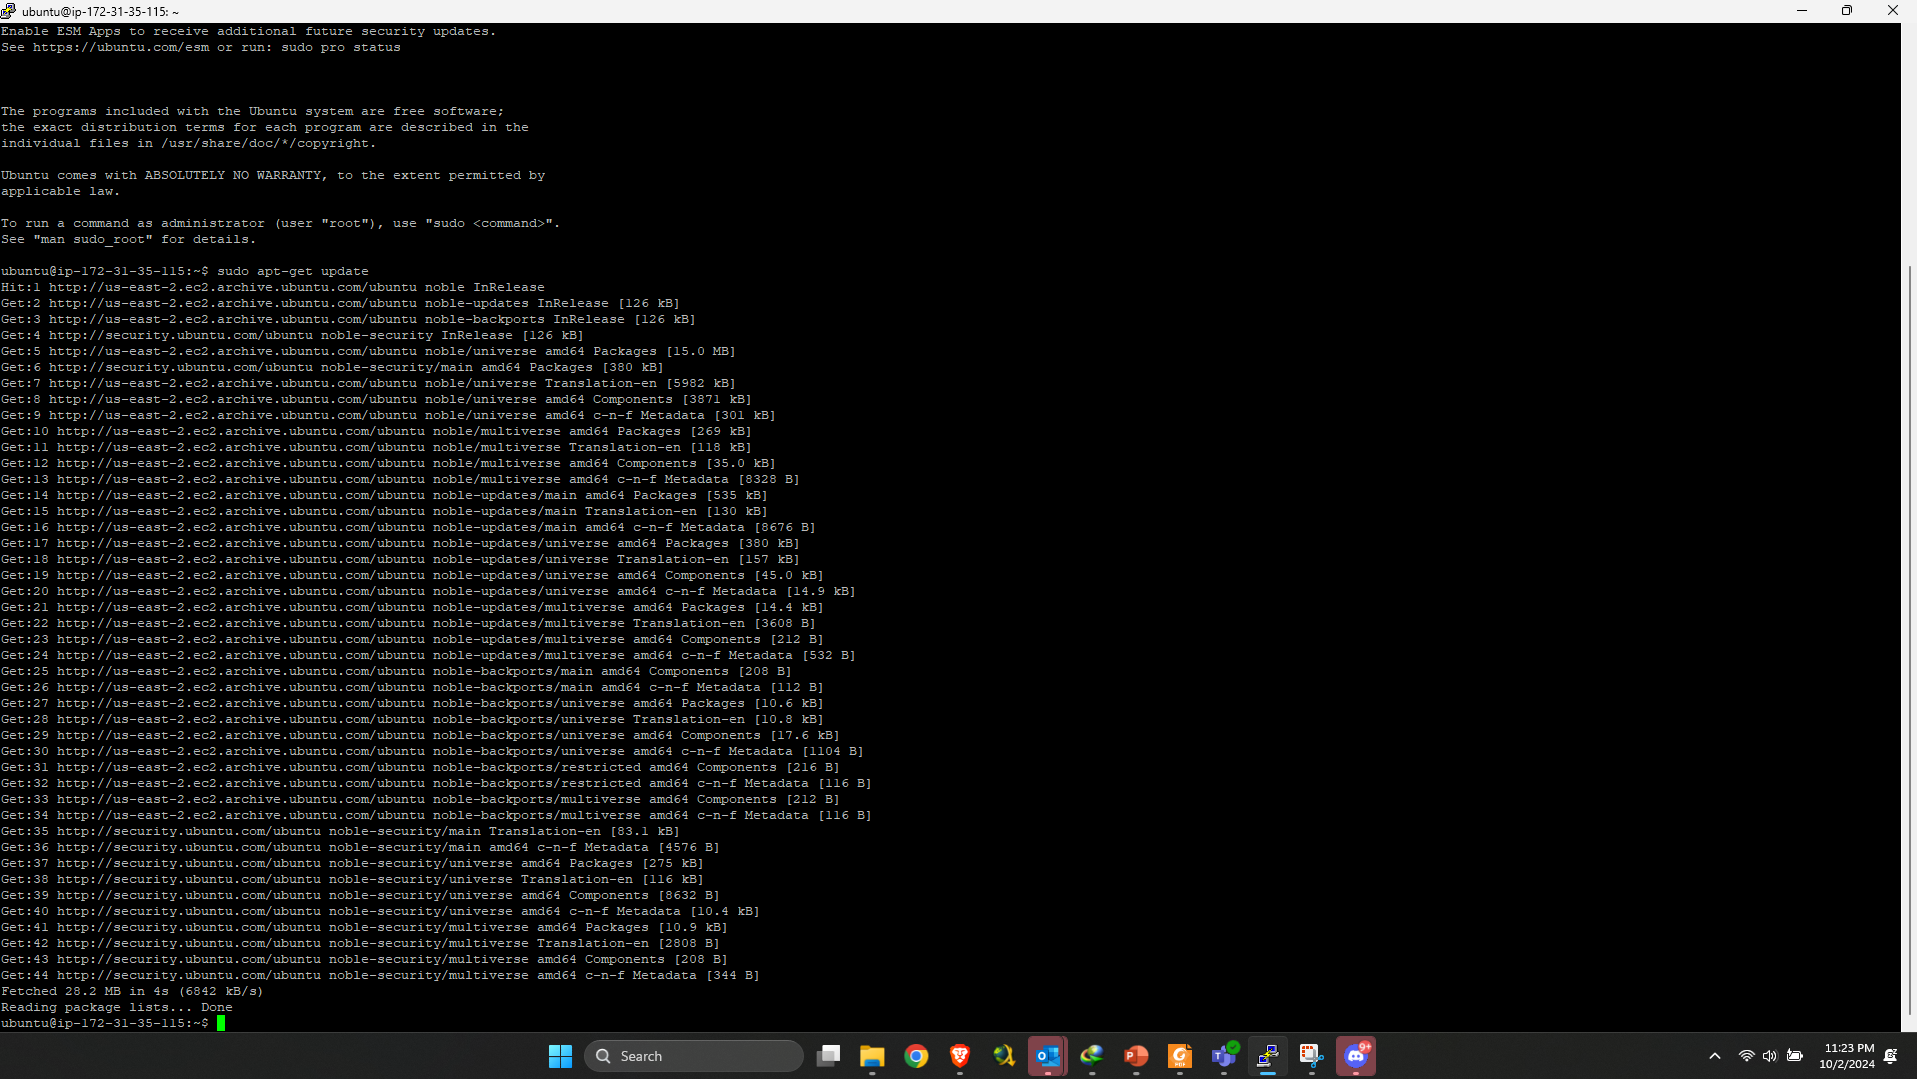 ubuntu@ip-172-31-35-115: ~
Enable ESM Apps to receive additional future security updates.
See https://ubuntu.com/esm or run: sudo pro status
The programs included with the Ubuntu system are free software;
the exact distribution terms for each program are described in the
individual files in /usr/share/doc/*/copyright.
Ubuntu comes with ABSOLUTELY NO WARRANTY, to the extent permitted by
applicable law.
To run a command as administrator (user "root"), use "sudo <command>".
See "man sudo_root" for details.
ubuntu@ip-172-31-35-115:~$ sudo apt-get update
Hit:1 http://us-east-2.ec2.archive.ubuntu.com/ubuntu noble InRelease
Get:2 http://us-east-2.ec2.archive.ubuntu.com/ubuntu noble-updates InRelease [126 kB]
Get:3 http://us-east-2.ec2.archive.ubuntu.com/ubuntu noble-backports InRelease [126 kB]
Get:4 http://security.ubuntu.com/ubuntu noble-security InRelease [126 kB]
Get:5 http://us-east-2.ec2.archive.ubuntu.com/ubuntu noble/universe amd64 Packages [15.0 MB]
Get:6 http://security.ubuntu.com/ubuntu noble-security/main amd64 Packages [380 kB]
Get:7 http://us-east-2.ec2.archive.ubuntu.com/ubuntu noble/universe Translation-en [5982 kB]
Get:8 http://us-east-2.ec2.archive.ubuntu.com/ubuntu noble/universe amd64 Components [3871 kB]
Get:9 http://us-east-2.ec2.archive.ubuntu.com/ubuntu noble/universe amd64 c-n-f Metadata [301 kB]
Get:10 http://us-east-2.ec2.archive.ubuntu.com/ubuntu noble/multiverse amd64 Packages [269 kB]
Get:11 http://us-east-2.ec2.archive.ubuntu.com/ubuntu noble/multiverse Translation-en [118 kB]
Get:12 http://us-east-2.ec2.archive.ubuntu.com/ubuntu noble/multiverse amd64 Components [35.0 kB]
Get:13 http://us-east-2.ec2.archive.ubuntu.com/ubuntu noble/multiverse amd64 c-n-f Metadata [8328 B]
Get:14 http://us-east-2.ec2.archive.ubuntu.com/ubuntu noble-updates/main amd64 Packages [535 kB]
Get:15 http://us-east-2.ec2.archive.ubuntu.com/ubuntu noble-updates/main Translation-en [130 kB]
Get:16 http://us-east-2.ec2.archive.ubuntu.com/ubuntu noble-updates/main amd64 c-n-f Metadata [8676 B]
Get:17 http://us-east-2.ec2.archive.ubuntu.com/ubuntu noble-updates/universe amd64 Packages [380 kB]
Get:18 http://us-east-2.ec2.archive.ubuntu.com/ubuntu noble-updates/universe Translation-en [157 kB]
Get:19 http://us-east-2.ec2.archive.ubuntu.com/ubuntu noble-updates/universe amd64 Components [45.0 kB]
Get:20 http://us-east-2.ec2.archive.ubuntu.com/ubuntu noble-updates/universe amd64 c-n-f Metadata [14.9 kB]
Get:21 http://us-east-2.ec2.archive.ubuntu.com/ubuntu noble-updates/multiverse amd64 Packages [14.4 kB]
Get:22 http://us-east-2.ec2.archive.ubuntu.com/ubuntu noble-updates/multiverse Translation-en [3608 B]
Get:23 http://us-east-2.ec2.archive.ubuntu.com/ubuntu noble-updates/multiverse amd64 Components [212 B]
Get:24 http://us-east-2.ec2.archive.ubuntu.com/ubuntu noble-updates/multiverse amd64 c-n-f Metadata [532 B]
Get:25 http://us-east-2.ec2.archive.ubuntu.com/ubuntu noble-backports/main amd64 Components [208 B]
Get:26 http://us-east-2.ec2.archive.ubuntu.com/ubuntu noble-backports/main amd64 c-n-f Metadata [112 B]
Get:27 http://us-east-2.ec2.archive.ubuntu.com/ubuntu noble-backports/universe amd64 Packages [10.6 kB]
Get:28 http://us-east-2.ec2.archive.ubuntu.com/ubuntu noble-backports/universe Translation-en [10.8 kB]
Get:29 http://us-east-2.ec2.archive.ubuntu.com/ubuntu noble-backports/universe amd64 Components [17.6 kB]
Get:30 http://us-east-2.ec2.archive.ubuntu.com/ubuntu noble-backports/universe amd64 c-n-f Metadata [1104 B]
Get:31 http://us-east-2.ec2.archive.ubuntu.com/ubuntu noble-backports/restricted amd64 Components [216 B]
Get:32 http://us-east-2.ec2.archive.ubuntu.com/ubuntu noble-backports/restricted amd64 c-n-f Metadata [116 B]
Get:33 http://us-east-2.ec2.archive.ubuntu.com/ubuntu noble-backports/multiverse amd64 Components [212 B]
Get:34 http://us-east-2.ec2.archive.ubuntu.com/ubuntu noble-backports/multiverse amd64 c-n-f Metadata [116 B]
Get:35 http://security.ubuntu.com/ubuntu noble-security/main Translation-en [83.1 kB]
Get:36 http://security.ubuntu.com/ubuntu noble-security/main amd64 c-n-f Metadata [4576 B]
Get:37 http://security.ubuntu.com/ubuntu noble-security/universe amd64 Packages [275 kB]
Get:38 http://security.ubuntu.com/ubuntu noble-security/universe Translation-en [116 kB]
Get:39 http://security.ubuntu.com/ubuntu noble-security/universe amd64 Components [8632 B]
Get:40 http://security.ubuntu.com/ubuntu noble-security/universe amd64 c-n-f Metadata [10.4 kB]
Get:41 http://security.ubuntu.com/ubuntu noble-security/multiverse amd64 Packages [10.9 kB]
Get:42 http://security.ubuntu.com/ubuntu noble-security/multiverse Translation-en [2808 B]
Get:43 http://security.ubuntu.com/ubuntu noble-security/multiverse amd64 Components [208 B]
Get:44 http://security.ubuntu.com/ubuntu noble-security/multiverse amd64 c-n-f Metadata [344 B]
Fetched 28.2 MB in 4s (6842 kB/s)
Reading package lists... Done
ubuntu@ip-172-31-35-115:~$
Search
9+
11:23 PM
10/2/2024